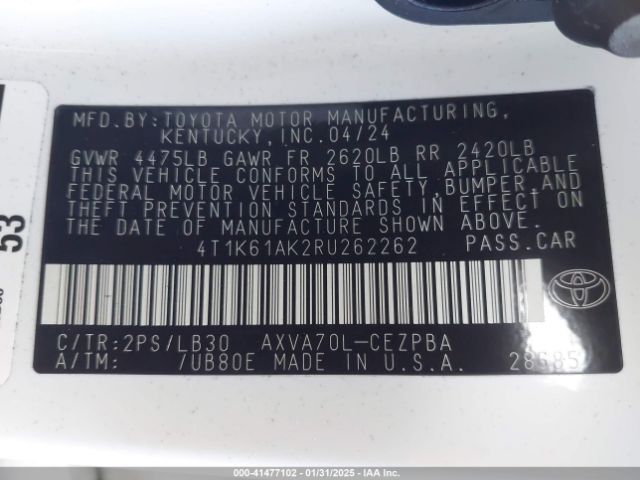 MFD.BY:TOYOTA MOTOR MANUFACTURING,
KENTUCKY,INC.04/24
GVWR 4475LB GAWR FR 2620LB RR 2420LB
THIS VEHICLE CONFORMS TO ALL APPLICABLE
FEDERAL MOTOR VEHICLE SAFETY,BUMPER,AND
THEFT PREVENTION STANDARDS IN EFFECT ON
THE DATE OF MANUFACTURE SHOWN ABOVE.
4T1K61AK2RU262262 PASS.CAR
C/TR:2PS/LB30 AXVA70L-CEZPBA
A/TM: /UB80E MADE IN U.S.A.
53
000-41477102 - 01/31/2025 - IAA Inc.